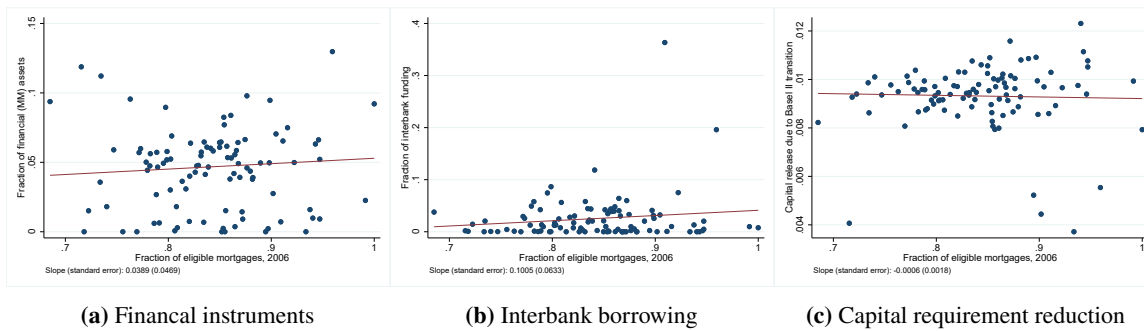 Fraction of financial (MM) assets
0 .05 .1 .15
.7 .8 .9 1
Fraction of eligible mortgages, 2006
Slope (standard error): 0.0389 (0.0469)
(a) Financal instruments
Fraction of interbank funding
0 .1 .2 .3 .4
.7 .8 .9 1
Fraction of eligible mortgages, 2006
Slope (standard error): 0.1005 (0.0633)
(b) Interbank borrowing
Capital release due to Basel II transition
.004 .006 .008 .01 .012
.7 .8 .9 1
Fraction of eligible mortgages, 2006
Slope (standard error): -0.0006 (0.0018)
(c) Capital requirement reduction